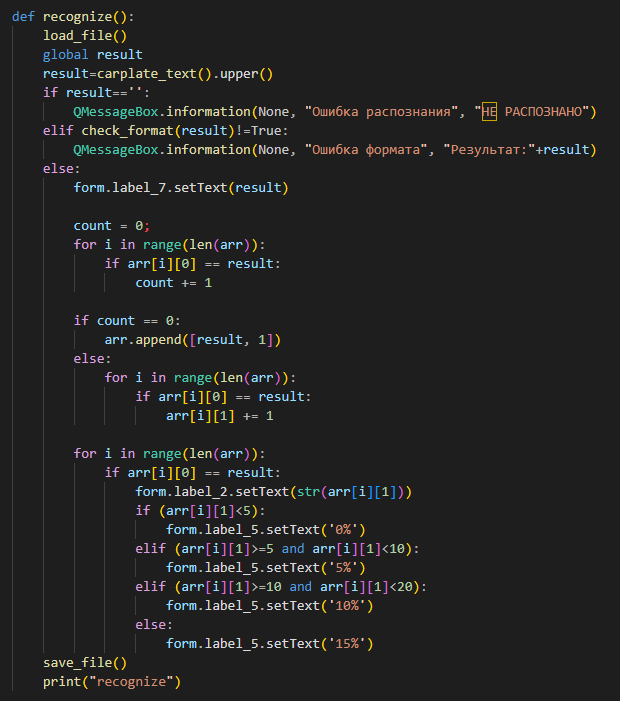 def recognize():
    load_file()
    global result
    result=carplate_text().upper()
    if result=='':
        QMessageBox.information(None, "Ошибка распознания", "НЕ РАСПОЗНАНО")
    elif check_format(result)!=True:
        QMessageBox.information(None, "Ошибка формата", "Результат:"+result)
    else:
        form.label_7.setText(result)

        count = 0;
        for i in range(len(arr)):
            if arr[i][0] == result:
                count += 1

        if count == 0:
            arr.append([result, 1])
        else:
            for i in range(len(arr)):
                if arr[i][0] == result:
                    arr[i][1] += 1

        for i in range(len(arr)):
            if arr[i][0] == result:
                form.label_2.setText(str(arr[i][1]))
                if (arr[i][1]<5):
                    form.label_5.setText('0%')
                elif (arr[i][1]>=5 and arr[i][1]<10):
                    form.label_5.setText('5%')
                elif (arr[i][1]>=10 and arr[i][1]<20):
                    form.label_5.setText('10%')
                else:
                    form.label_5.setText('15%')
    save_file()
    print("recognize")